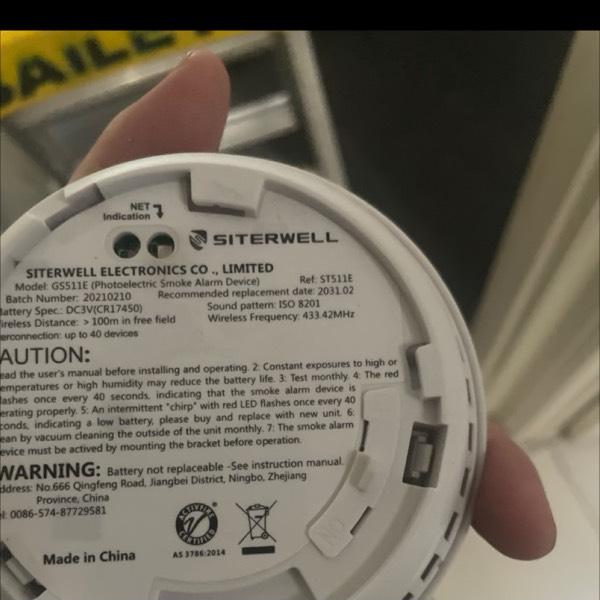 BAILEY
NET
Indication
SITERWELL
SITERWELL ELECTRONICS CO ., LIMITED
Model: GS511E (Photoelectric Smoke Alarm Device) Ref: ST511E
Batch Number: 20210210 Recommended replacement date: 2031.02
attery Spec.: DC3V(CR17450) Sound pattern: ISO 8201
ireless Distance: > 100m in free field Wireless Frequency: 433.42MHz
erconnection: up to 40 devices
AUTION:
ead the user's manual before installing and operating. 2: Constant exposures to high or
emperatures or high humidity may reduce the battery life. 3: Test monthly. 4: The red
lashes once every 40 seconds, indicating that the smoke alarm device is
erating properly. 5: An intermittent "chirp" with red LED flashes once every 40
conds, indicating a low battery, please buy and replace with new unit. 6:
ean by vacuum cleaning the outside of the unit monthly. 7: The smoke alarm
evice must be actived by mounting the bracket before operation.
WARNING: Battery not replaceable -See instruction manual.
ddress: No.666 Qingfeng Road, Jiangbei District, Ningbo, Zhejiang
Province, China
el: 0086-574-87729581
ACTIVFIRE
CERTIFIED
AS 3786:2014
Made in China
NO